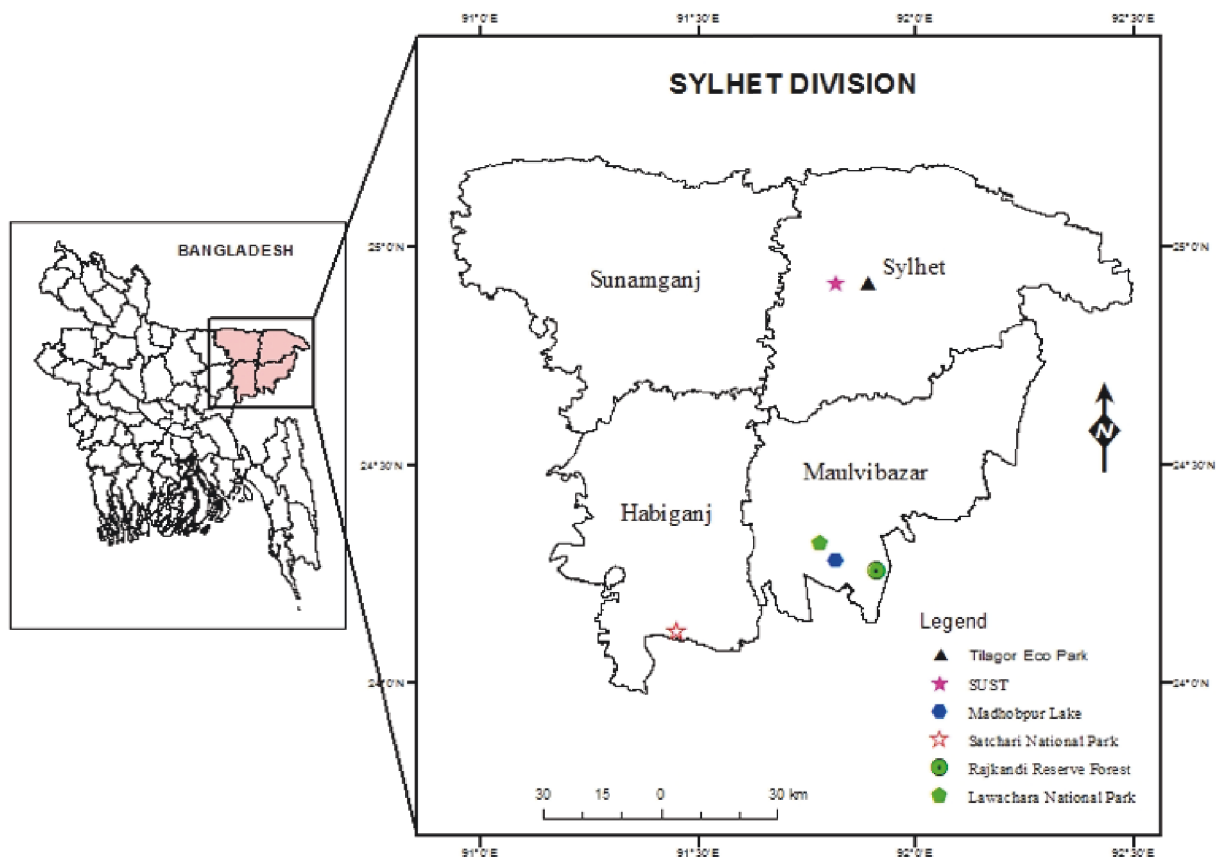 91°0'E 91°30'E 92°0'E 92°30'E
SYLHET DIVISION
BANGLADESH
25°0'N 25°0'N
Sunamganj
Sylhet
24°30'N 24°30'N
Maulvibazar
Habiganj
N
24°0'N 24°0'N
Legend
Tilagor Eco Park
SUST
Madhobpur Lake
Satchari National Park
Rajkandi Reserve Forest
Lawachara National Park
30 15 0 30 km
91°0'E 91°30'E 92°0'E 92°30'E